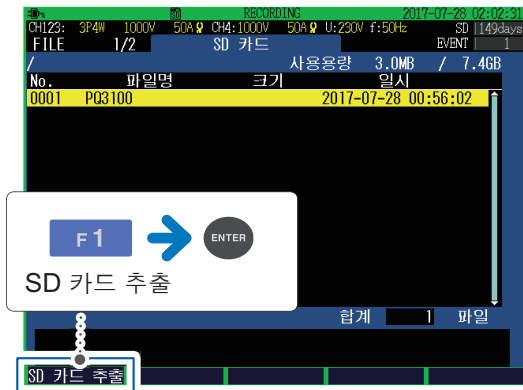 RECORDING 2017-07-28 02:02:31
CH123: 3P4W 1000V 50A CH4:1000V 50A U:230V f:50Hz SD 149days
FILE 1/2 SD 카드 EVENT 1
/ 사용용량 3.0MB / 7.4GB
No. 파일명 크기 일시
0001 PQ3100 2017-07-28 00:56:02
F1 ENTER
SD 카드 추출
합계 1 파일
SD 카드 추출